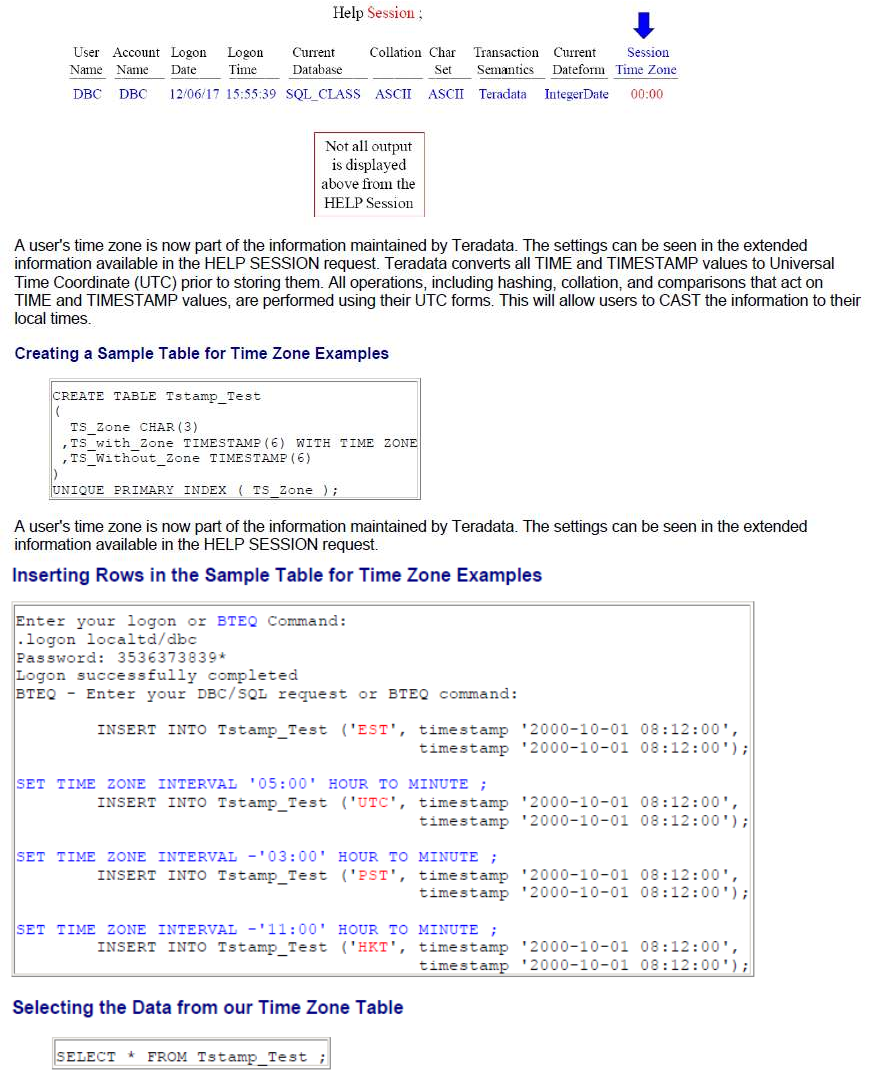 Help Session ;
User Account Logon Logon Current Collation Char Transaction Current Session
Name Name Date Time Database Set Semantics Dateform Time Zone
DBC DBC 12/06/17 15:55:39 SQL_CLASS ASCII ASCII Teradata IntegerDate 00:00
Not all output
is displayed
above from the
HELP Session
A user's time zone is now part of the information maintained by Teradata. The settings can be seen in the extended
information available in the HELP SESSION request. Teradata converts all TIME and TIMESTAMP values to Universal
Time Coordinate (UTC) prior to storing them. All operations, including hashing, collation, and comparisons that act on
TIME and TIMESTAMP values, are performed using their UTC forms. This will allow users to CAST the information to their
local times.
Creating a Sample Table for Time Zone Examples
CREATE TABLE Tstamp_Test
(
TS_Zone CHAR(3)
,TS_with_Zone TIMESTAMP(6) WITH TIME ZONE
,TS_Without_Zone TIMESTAMP(6)
)
UNIQUE PRIMARY INDEX ( TS_Zone );
A user's time zone is now part of the information maintained by Teradata. The settings can be seen in the extended
information available in the HELP SESSION request.
Inserting Rows in the Sample Table for Time Zone Examples
Enter your logon or BTEQ Command:
.logon localtd/dbc
Password: 3536373839*
Logon successfully completed
BTEQ - Enter your DBC/SQL request or BTEQ command:
INSERT INTO Tstamp_Test ('EST', timestamp '2000-10-01 08:12:00',
timestamp '2000-10-01 08:12:00');
SET TIME ZONE INTERVAL '05:00' HOUR TO MINUTE ;
INSERT INTO Tstamp_Test ('UTC', timestamp '2000-10-01 08:12:00',
timestamp '2000-10-01 08:12:00');
SET TIME ZONE INTERVAL -'03:00' HOUR TO MINUTE ;
INSERT INTO Tstamp_Test ('PST', timestamp '2000-10-01 08:12:00',
timestamp '2000-10-01 08:12:00');
SET TIME ZONE INTERVAL -'11:00' HOUR TO MINUTE ;
INSERT INTO Tstamp_Test ('HKT', timestamp '2000-10-01 08:12:00',
timestamp '2000-10-01 08:12:00');
Selecting the Data from our Time Zone Table
SELECT * FROM Tstamp_Test ;